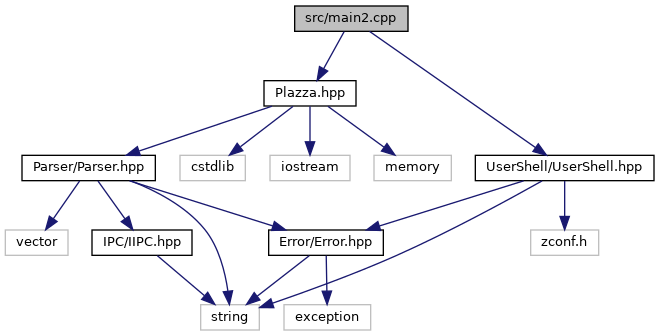 src/main2.cpp
Plazza.hpp
Parser/Parser.hpp
cstdlib
iostream
memory
UserShell/UserShell.hpp
vector
IPC/IIPC.hpp
Error/Error.hpp
zconf.h
string
exception